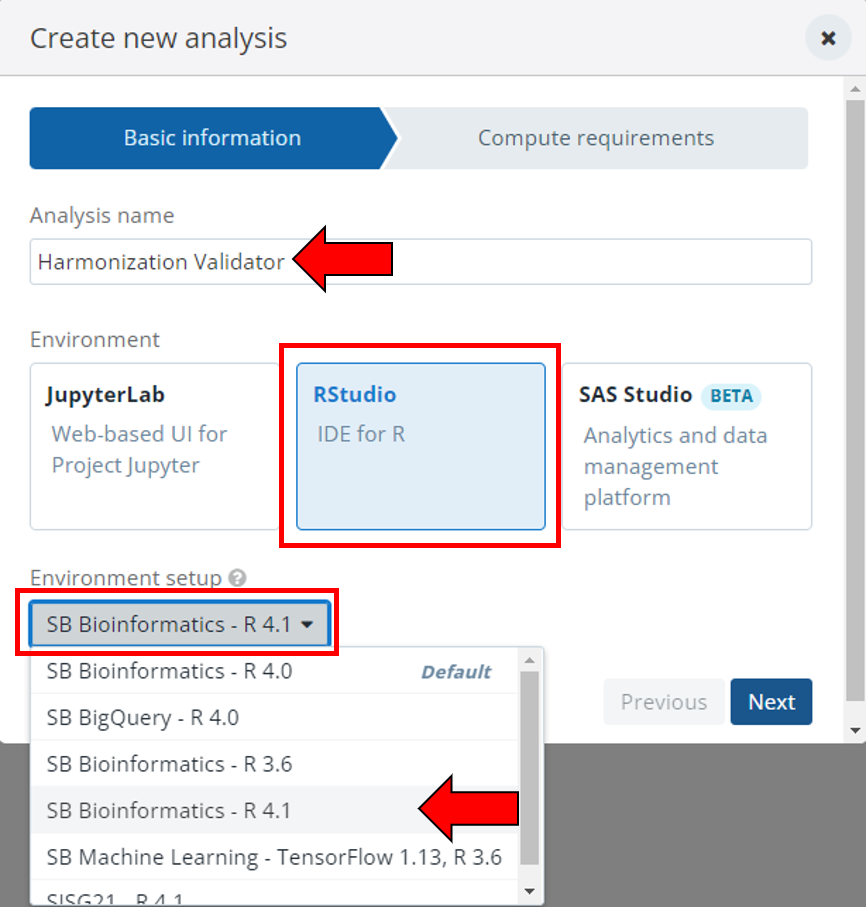 Create new analysis
Basic information
Compute requirements
Analysis name
Harmonization Validator
Environment
JupyterLab
Web-based UI for
Project Jupyter
RStudio
IDE for R
SAS Studio BETA
Analytics and data
management
platform
Environment setup
SB Bioinformatics - R 4.1
SB Bioinformatics - R 4.0 Default
SB BigQuery - R 4.0
SB Bioinformatics - R 3.6
SB Bioinformatics - R 4.1
SB Machine Learning - TensorFlow 1.13, R 3.6
SISG21 - R 4.1
Previous
Next